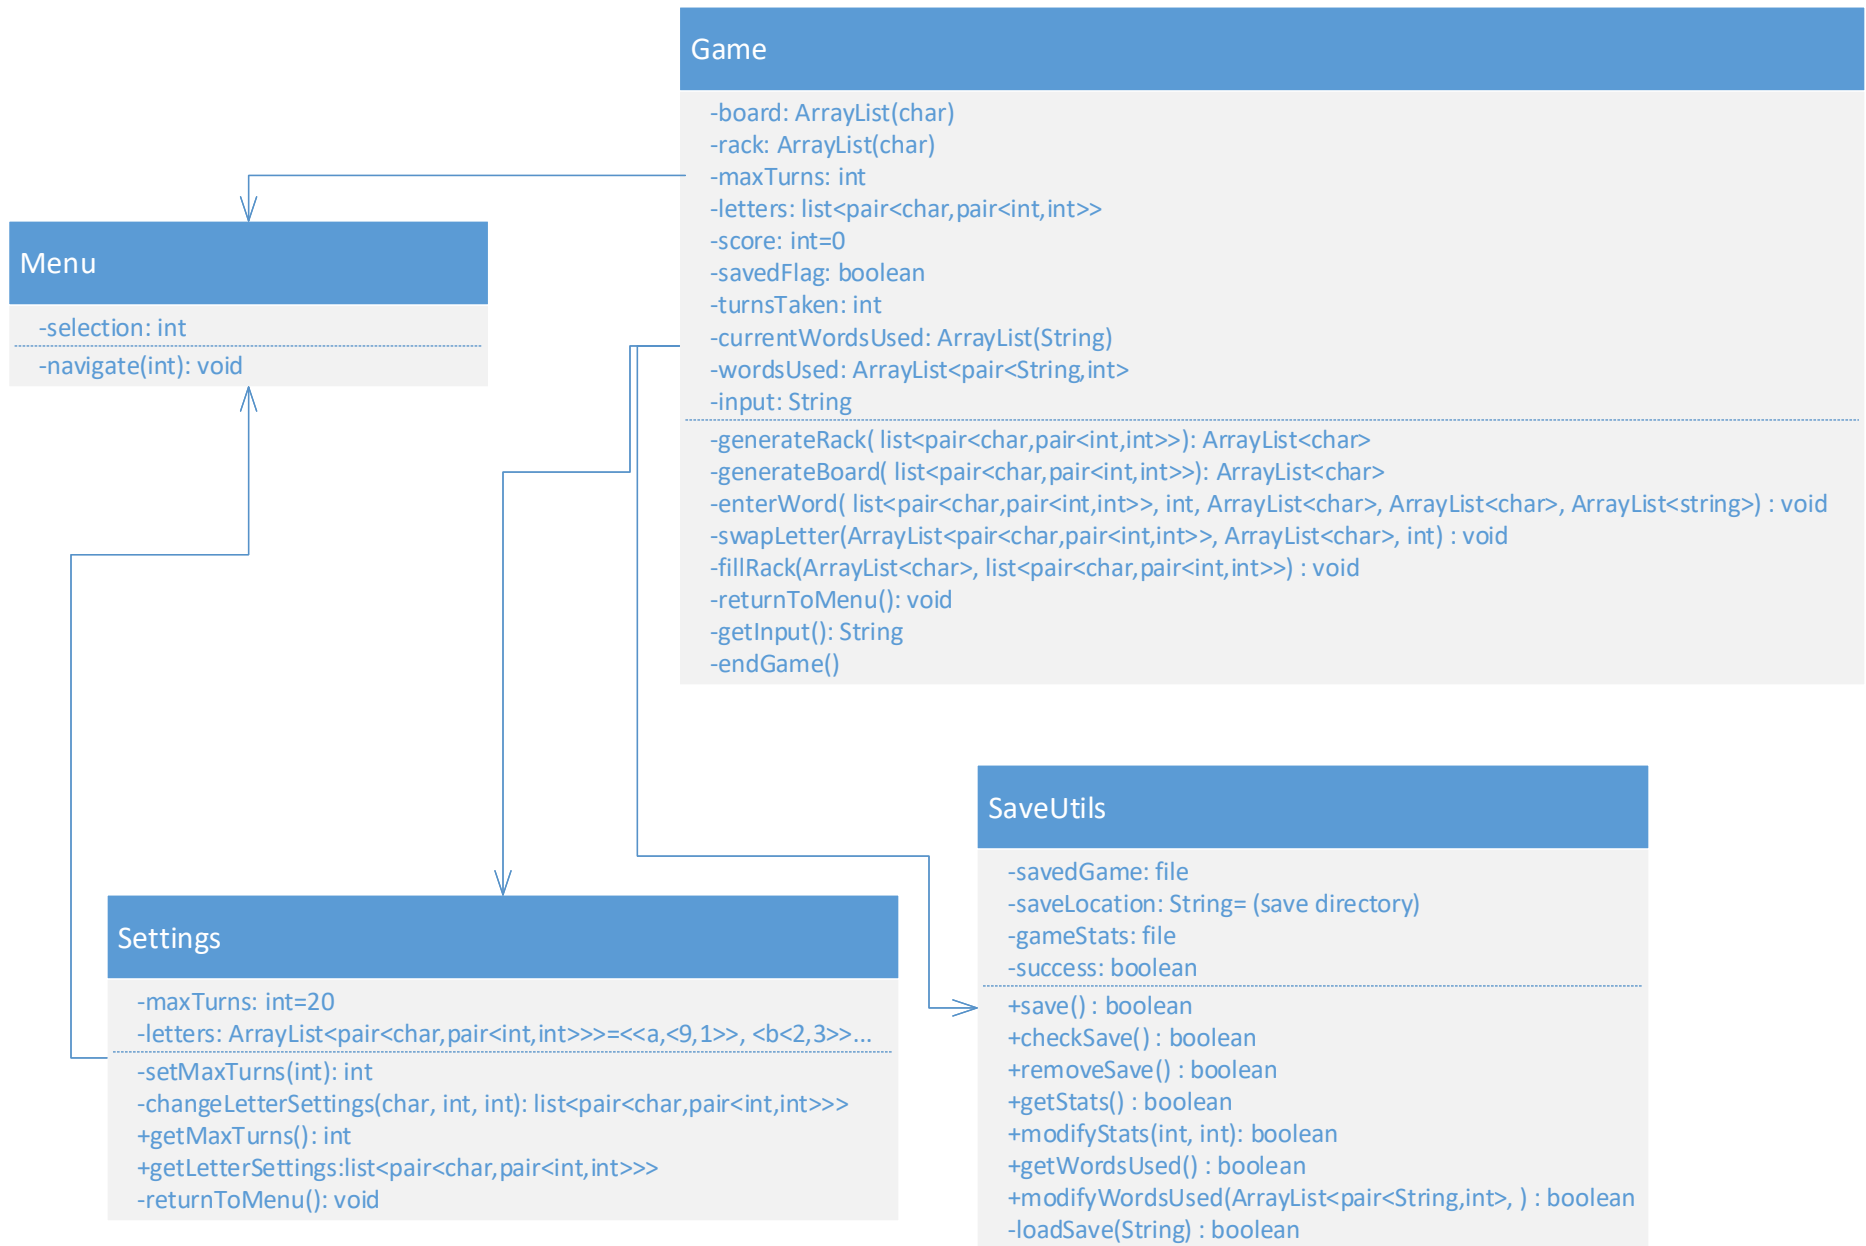 Game
-board: ArrayList(char)
-rack: ArrayList(char)
-maxTurns: int
-letters: list<pair<char,pair<int,int>>
-score: int=0
-savedFlag: boolean
-turnsTaken: int
-currentWordsUsed: ArrayList(String)
-wordsUsed: ArrayList<pair<String,int>
-input: String
-generateRack( list<pair<char,pair<int,int>>): ArrayList<char>
-generateBoard( list<pair<char,pair<int,int>>): ArrayList<char>
-enterWord( list<pair<char,pair<int,int>>, int, ArrayList<char>, ArrayList<char>, ArrayList<string>) : void
-swapLetter(ArrayList<pair<char,pair<int,int>>, ArrayList<char>, int) : void
-fillRack(ArrayList<char>, list<pair<char,pair<int,int>>) : void
-returnToMenu(): void
-getInput(): String
-endGame()
Menu
-selection: int
-navigate(int): void
SaveUtils
-savedGame: file
-saveLocation: String= (save directory)
-gameStats: file
-success: boolean
+save() : boolean
+checkSave() : boolean
+removeSave() : boolean
+getStats() : boolean
+modifyStats(int, int): boolean
+getWordsUsed() : boolean
+modifyWordsUsed(ArrayList<pair<String,int>, ) : boolean
-loadSave(String) : boolean
Settings
-maxTurns: int=20
-letters: ArrayList<pair<char,pair<int,int>>>=<<a,<9,1>>, <b<2,3>>...
-setMaxTurns(int): int
-changeLetterSettings(char, int, int): list<pair<char,pair<int,int>>>
+getMaxTurns(): int
+getLetterSettings:list<pair<char,pair<int,int>>>
-returnToMenu(): void